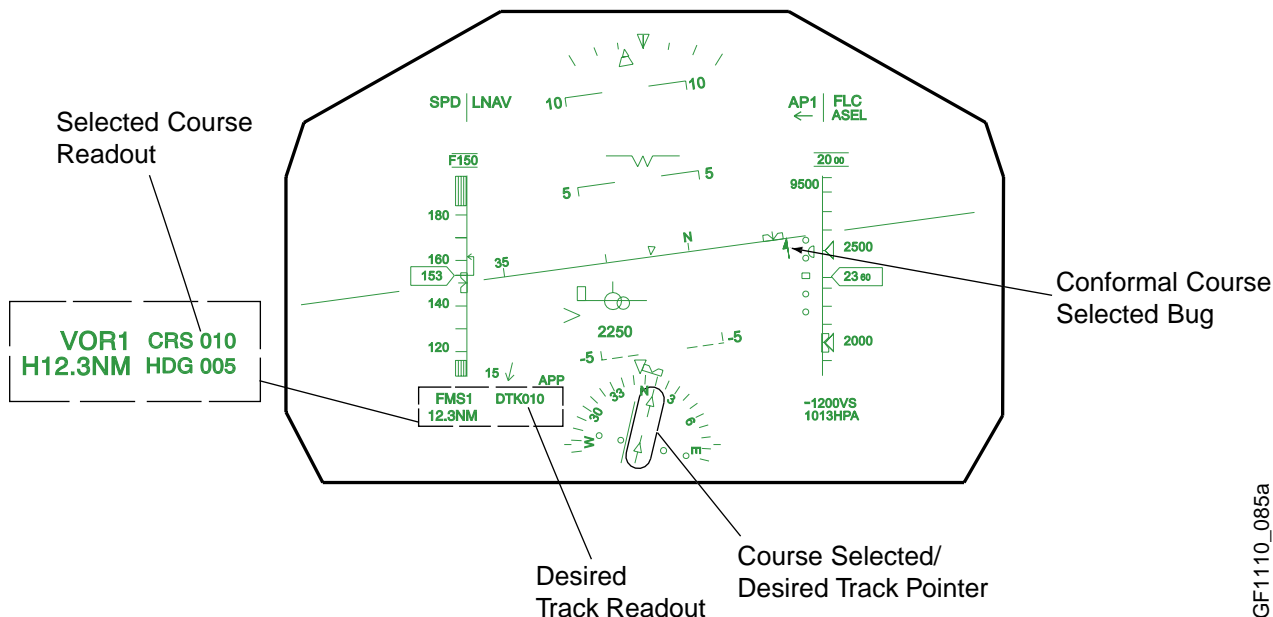 10 10
SPD LNAV
AP1 FLC
ASEL
Selected Course
Readout
F150
20 00
5 5
9500
180
N
160
35
2500
153
23 60
140
Conformal Course
Selected Bug
VOR1 CRS 010
H12.3NM HDG 005
2250
120
-5 -5
2000
15
APP
FMS1 DTK010
12.3NM
-1200VS
1013HPA
W 30 33 N 3 6 E
Desired
Track Readout
Course Selected/
Desired Track Pointer
GF1110_085a